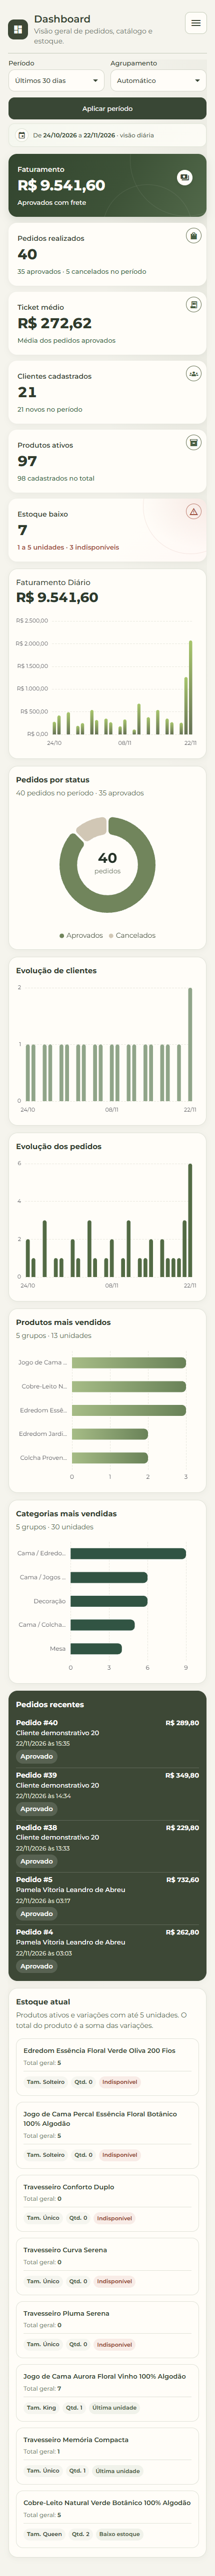 Dashboard
Visão geral de pedidos, catálogo e
estoque.
Período
Agrupamento
Últimos 30 dias
Automático
Aplicar período
De 24/10/2026 a 22/11/2026 · visão diária
Faturamento
R$ 9.541,60
Aprovados com frete
Pedidos realizados
40
35 aprovados · 5 cancelados no período
Ticket médio
R$ 272,62
Média dos pedidos aprovados
Clientes cadastrados
21
21 novos no período
Produtos ativos
97
98 cadastrados no total
Estoque baixo
7
1 a 5 unidades · 3 indisponíveis
Faturamento Diário
R$ 9.541,60
R$ 2.500,00
R$ 2.000,00
R$ 1.500,00
R$ 1.000,00
R$ 500,00
R$ 0,00
24/10
08/11
22/11
Pedidos por status
40 pedidos no período · 35 aprovados
40
pedidos
Aprovados
Cancelados
Evolução de clientes
2
1
0
24/10
08/11
22/11
Evolução dos pedidos
6
4
2
0
24/10
08/11
22/11
Produtos mais vendidos
5 grupos · 13 unidades
Jogo de Cama ...
Cobre-Leito N...
Edredom Essê...
Edredom Jardi...
Colcha Proven...
0
1
2
3
Categorias mais vendidas
5 grupos · 30 unidades
Cama / Edredo...
Cama / Jogos ...
Decoração
Cama / Colcha...
Mesa
0
3
6
9
Pedidos recentes
Pedido #40 R$ 289,80
Cliente demonstrativo 20
22/11/2026 às 15:35
Aprovado
Pedido #39 R$ 349,80
Cliente demonstrativo 20
22/11/2026 às 14:34
Aprovado
Pedido #38 R$ 229,80
Cliente demonstrativo 20
22/11/2026 às 13:33
Aprovado
Pedido #5 R$ 732,60
Pamela Vitoria Leandro de Abreu
22/11/2026 às 03:17
Aprovado
Pedido #4 R$ 262,80
Pamela Vitoria Leandro de Abreu
22/11/2026 às 03:03
Aprovado
Estoque atual
Produtos ativos e variações com até 5 unidades. O
total do produto é a soma das variações.
Edredom Essência Floral Verde Oliva 200 Fios
Total geral: 5
Tam. Solteiro Qtd. 0 Indisponível
Jogo de Cama Percal Essência Floral Botânico
100% Algodão
Total geral: 5
Tam. Solteiro Qtd. 0 Indisponível
Travesseiro Conforto Duplo
Total geral: 0
Tam. Único Qtd. 0 Indisponível
Travesseiro Curva Serena
Total geral: 0
Tam. Único Qtd. 0 Indisponível
Travesseiro Pluma Serena
Total geral: 0
Tam. Único Qtd. 0 Indisponível
Jogo de Cama Aurora Floral Vinho 100% Algodão
Total geral: 7
Tam. King Qtd. 1 Última unidade
Travesseiro Memória Compacta
Total geral: 1
Tam. Único Qtd. 1 Última unidade
Cobre-Leito Natural Verde Botânico 100% Algodão
Total geral: 5
Tam. Queen Qtd. 2 Baixo estoque